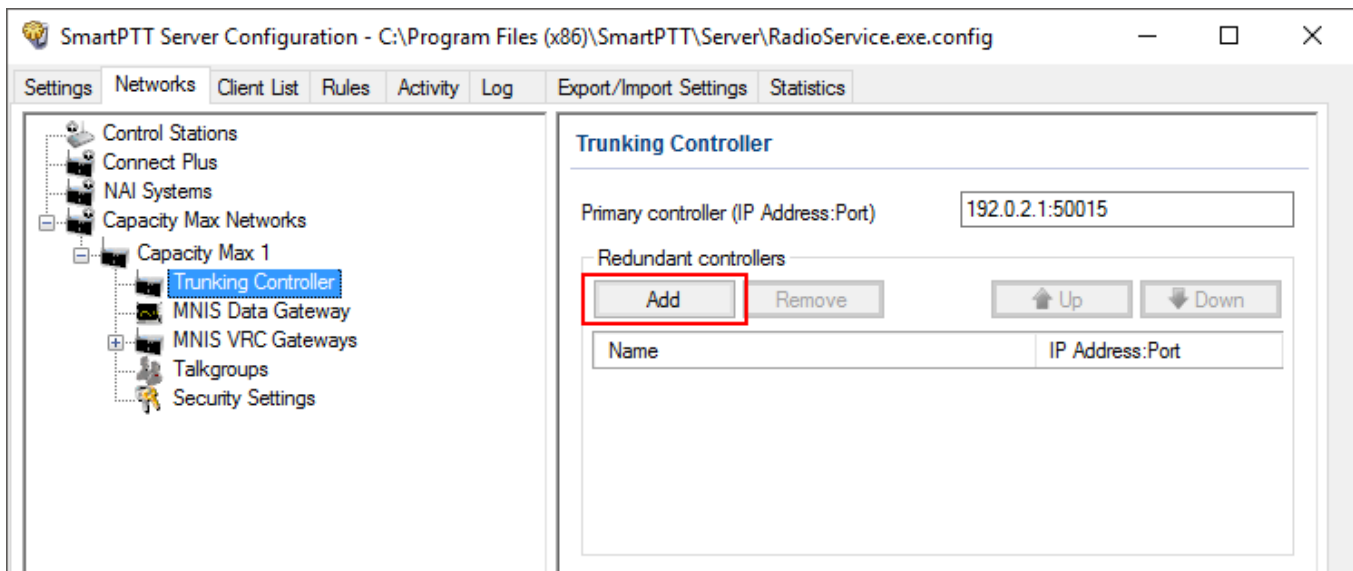 SmartPTT Server Configuration - C:\Program Files (x86)\SmartPTT\Server\RadioService.exe.config
Settings Networks Client List Rules Activity Log Export/Import Settings Statistics
Control Stations
Connect Plus
NAI Systems
Capacity Max Networks
Capacity Max 1
Trunking Controller
MNIS Data Gateway
MNIS VRC Gateways
Talkgroups
Security Settings
Trunking Controller
Primary controller (IP Address:Port) 192.0.2.1:50015
Redundant controllers
Add Remove Up Down
Name IP Address:Port